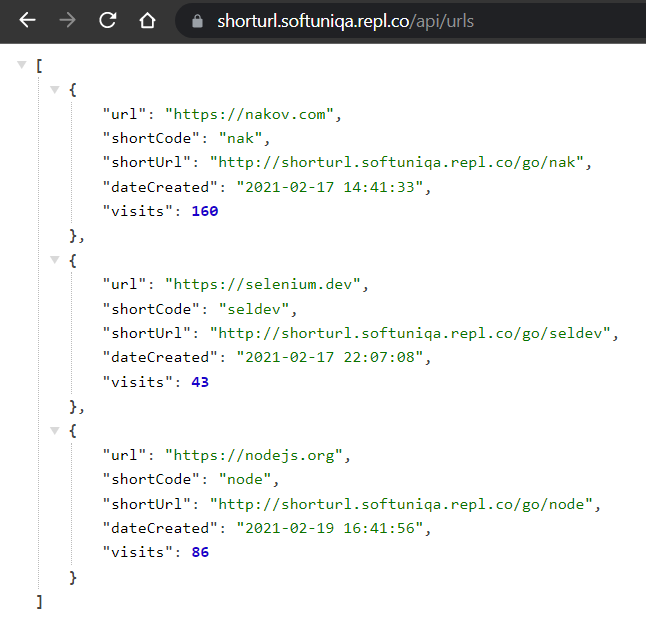 shorturl.softuniqa.repl.co/api/urls
[
{
"url": "https://nakov.com",
"shortCode": "nak",
"shortUrl": "http://shorturl.softuniqa.repl.co/go/nak",
"dateCreated": "2021-02-17 14:41:33",
"visits": 160
},
{
"url": "https://selenium.dev",
"shortCode": "seldev",
"shortUrl": "http://shorturl.softuniqa.repl.co/go/seldev",
"dateCreated": "2021-02-17 22:07:08",
"visits": 43
},
{
"url": "https://nodejs.org",
"shortCode": "node",
"shortUrl": "http://shorturl.softuniqa.repl.co/go/node",
"dateCreated": "2021-02-19 16:41:56",
"visits": 86
}
]